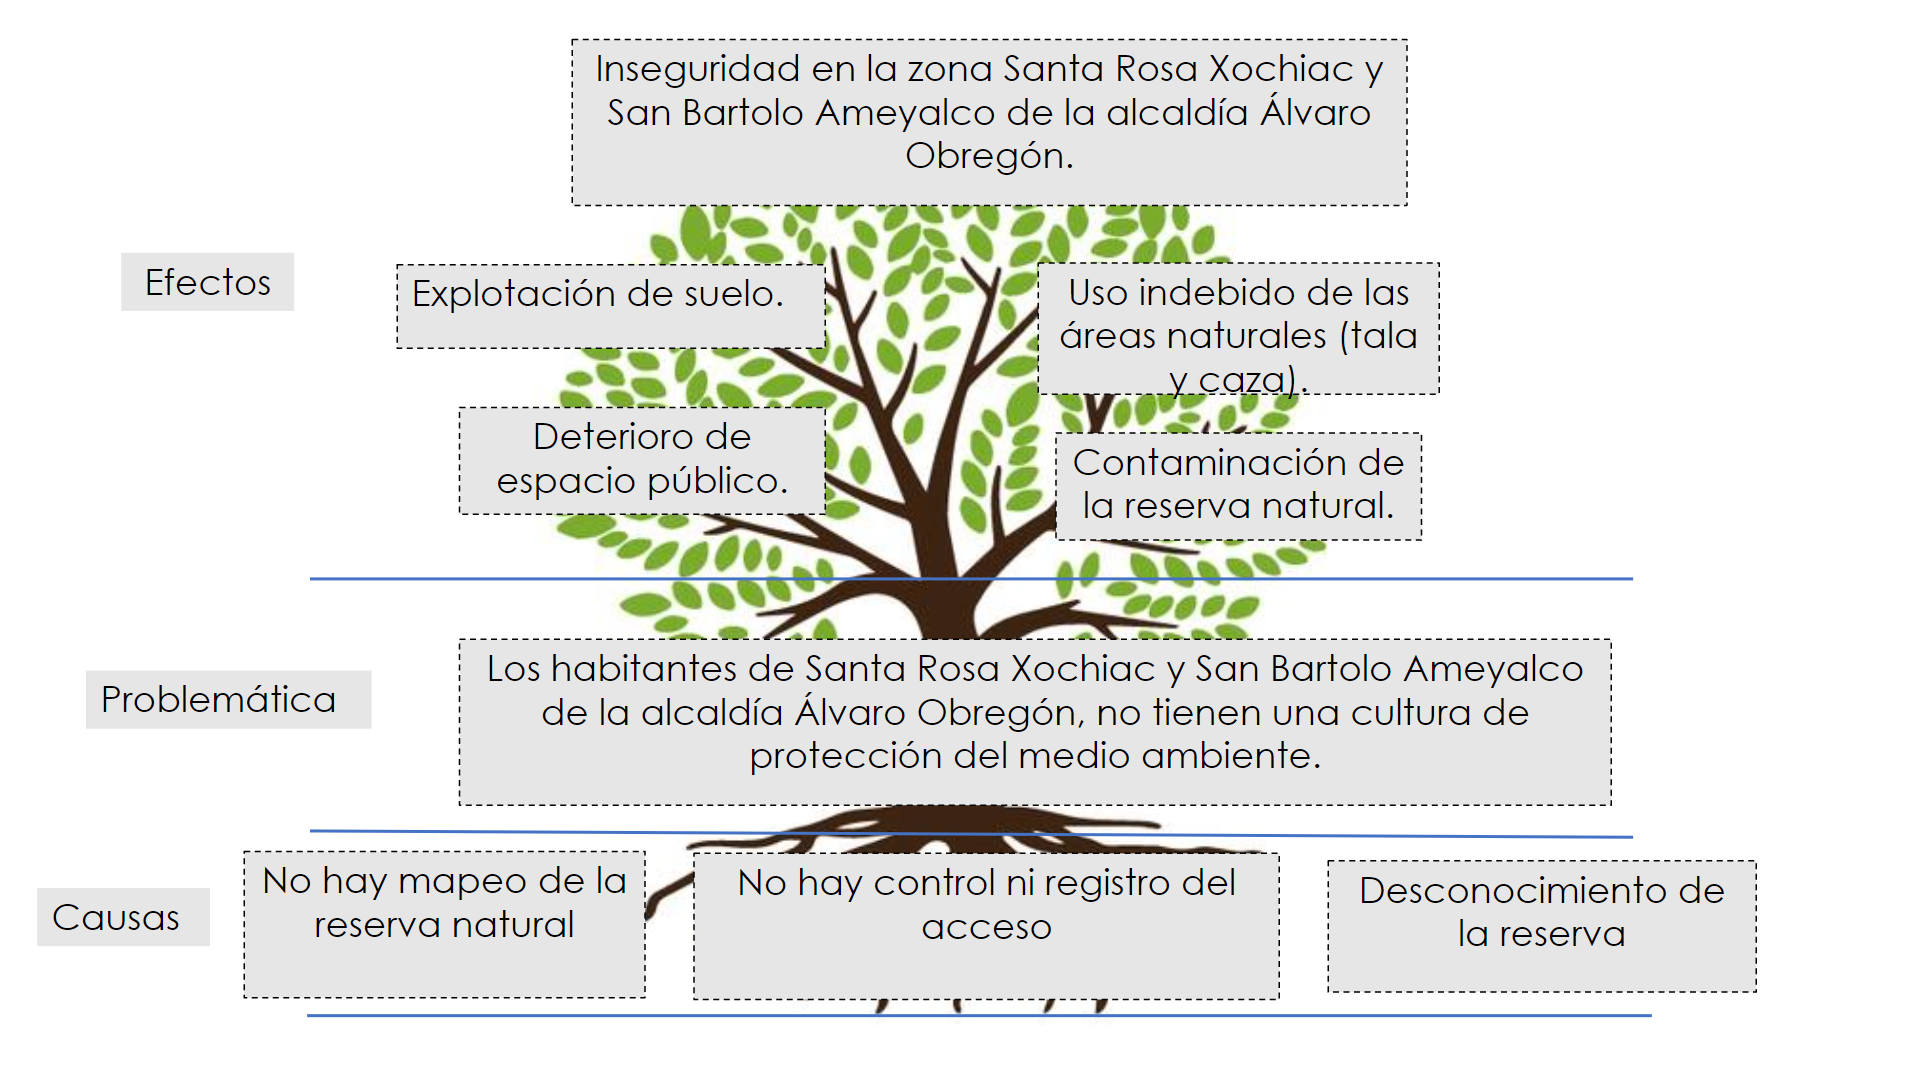 Inseguridad en la zona Santa Rosa Xochiac y
San Bartolo Ameyalco de la alcaldía Álvaro
Obregón.
Efectos
Explotación de suelo.
Uso indebido de las
áreas naturales (tala
y caza).
Deterioro de
espacio público.
Contaminación de
la reserva natural.
Problemática
Los habitantes de Santa Rosa Xochiac y San Bartolo Ameyalco
de la alcaldía Álvaro Obregón, no tienen una cultura de
protección del medio ambiente.
Causas
No hay mapeo de la
reserva natural
No hay control ni registro del
acceso
Desconocimiento de
la reserva